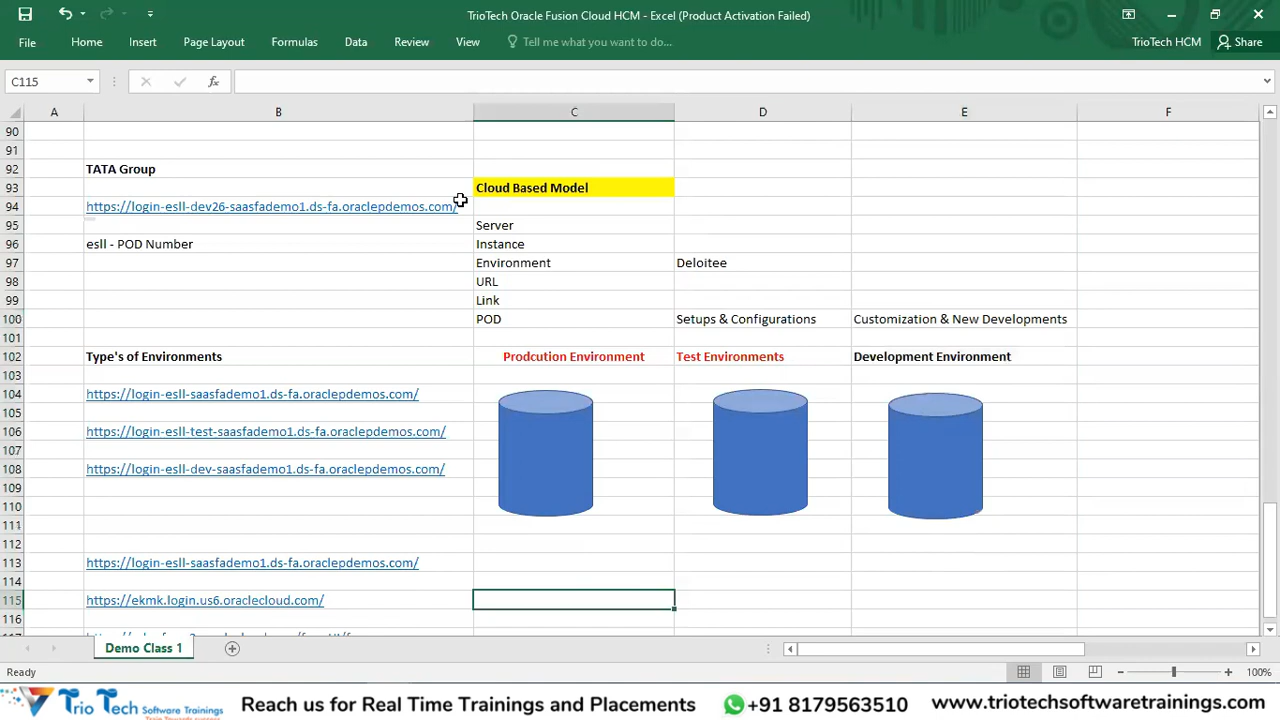 TrioTech Oracle Fusion Cloud HCM - Excel (Product Activation Failed)
File Home Insert Page Layout Formulas Data Review View Tell me what you want to do... TrioTech HCM Share
C115
A B C D E F
90
91
92 TATA Group
93 Cloud Based Model
94 https://login-esll-dev26-saasfademo1.ds-fa.oraclepdemos.com/
95 Server
96 esll - POD Number Instance
97 Environment Deloitee
98 URL
99 Link
100 POD Setups & Configurations Customization & New Developments
101
102 Type's of Environments Prodcution Environment Test Environments Development Environment
103
104 https://login-esll-saasfademo1.ds-fa.oraclepdemos.com/
105
106 https://login-esll-test-saasfademo1.ds-fa.oraclepdemos.com/
107
108 https://login-esll-dev-saasfademo1.ds-fa.oraclepdemos.com/
109
110
111
112
113 https://login-esll-saasfademo1.ds-fa.oraclepdemos.com/
114
115 https://ekmk.login.us6.oraclecloud.com/
116
Demo Class 1
Ready 100%
Trio Tech Software Trainings Reach us for Real Time Trainings and Placements +91 8179563510 www.triotechsoftwaretrainings.com